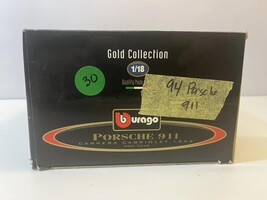 Gold Collection
1/18
30
94 Porsche
911
burago
PORSCHE 911
CARRERA CABRIOLET 1994